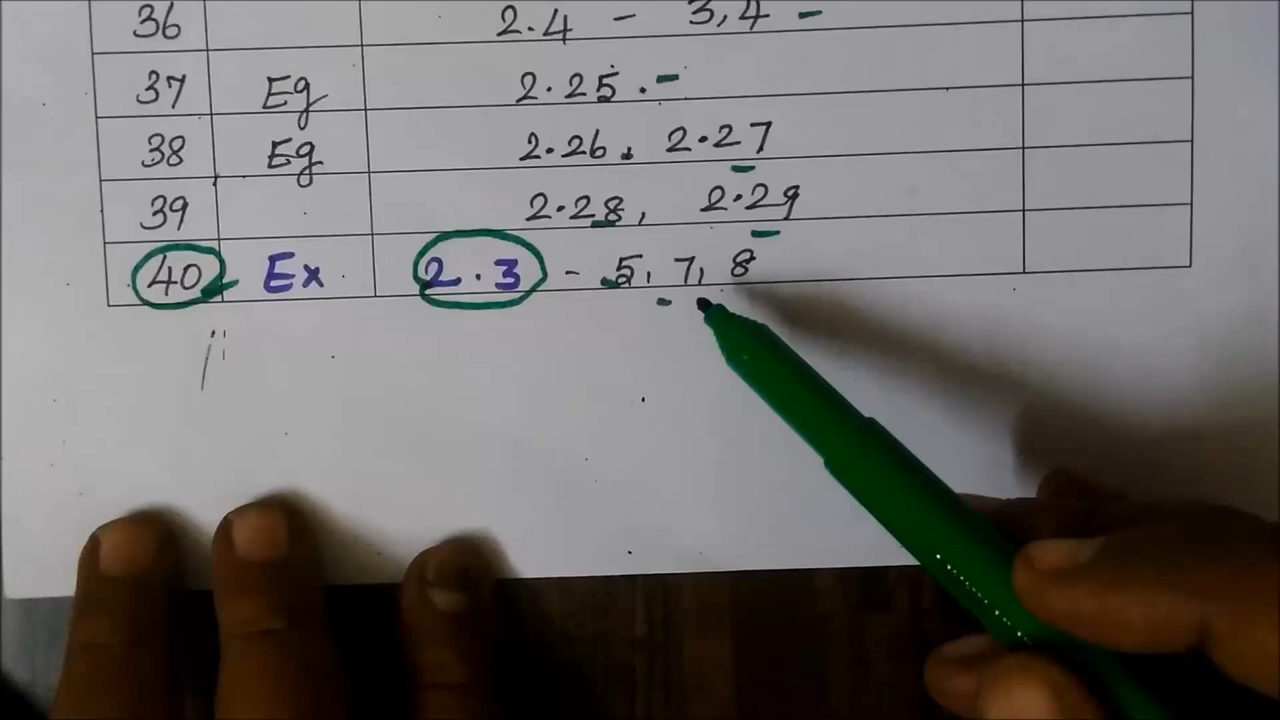 36 2.4 - 3,4 -
37 Eg 2.25 . -
38 Eg 2.26, 2.27
39 2.28, 2.29
40 Ex 2.3 - 5, 7, 8